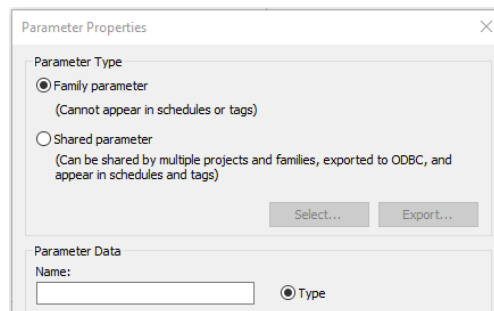 Parameter Properties
Parameter Type
Family parameter
(Cannot appear in schedules or tags)
Shared parameter
(Can be shared by multiple projects and families, exported to ODBC, and
appear in schedules and tags)
Select... Export...
Parameter Data
Name:
Type